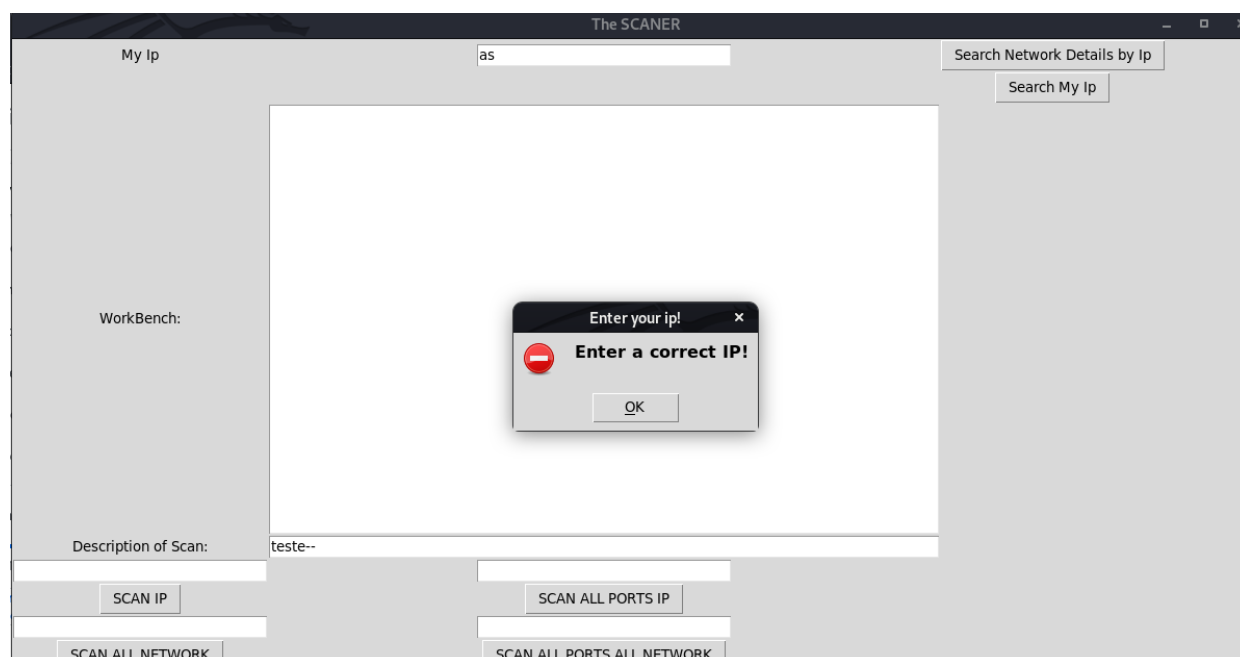 The SCANER
My Ip
as
Search Network Details by Ip
Search My Ip
WorkBench:
Enter your ip!
Enter a correct IP!
OK
Description of Scan:
teste--
SCAN IP
SCAN ALL PORTS IP
SCAN ALL NETWORK
SCAN ALL PORTS ALL NETWORK